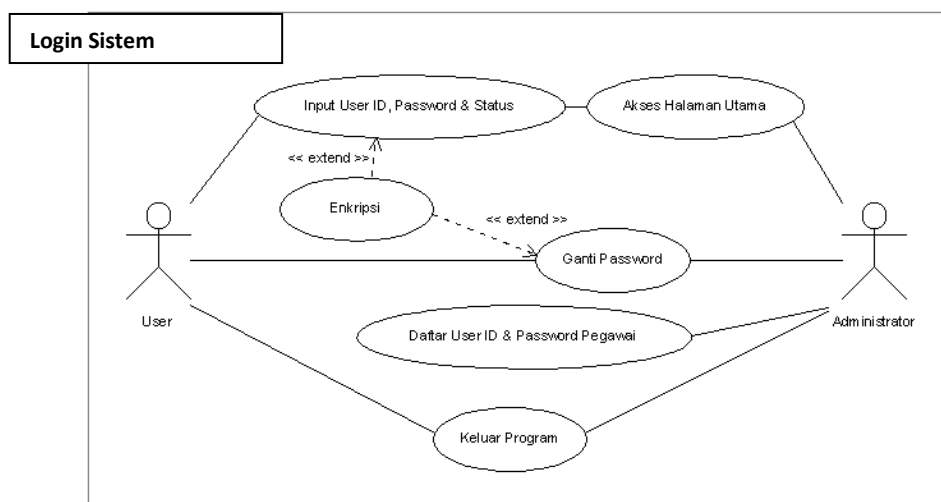 Login Sistem
Input User ID, Password & Status
Akses Halaman Utama
<< extend >>
Enkripsi
<< extend >>
Ganti Password
User
Daftar User ID & Password Pegawai
Administrator
Keluar Program